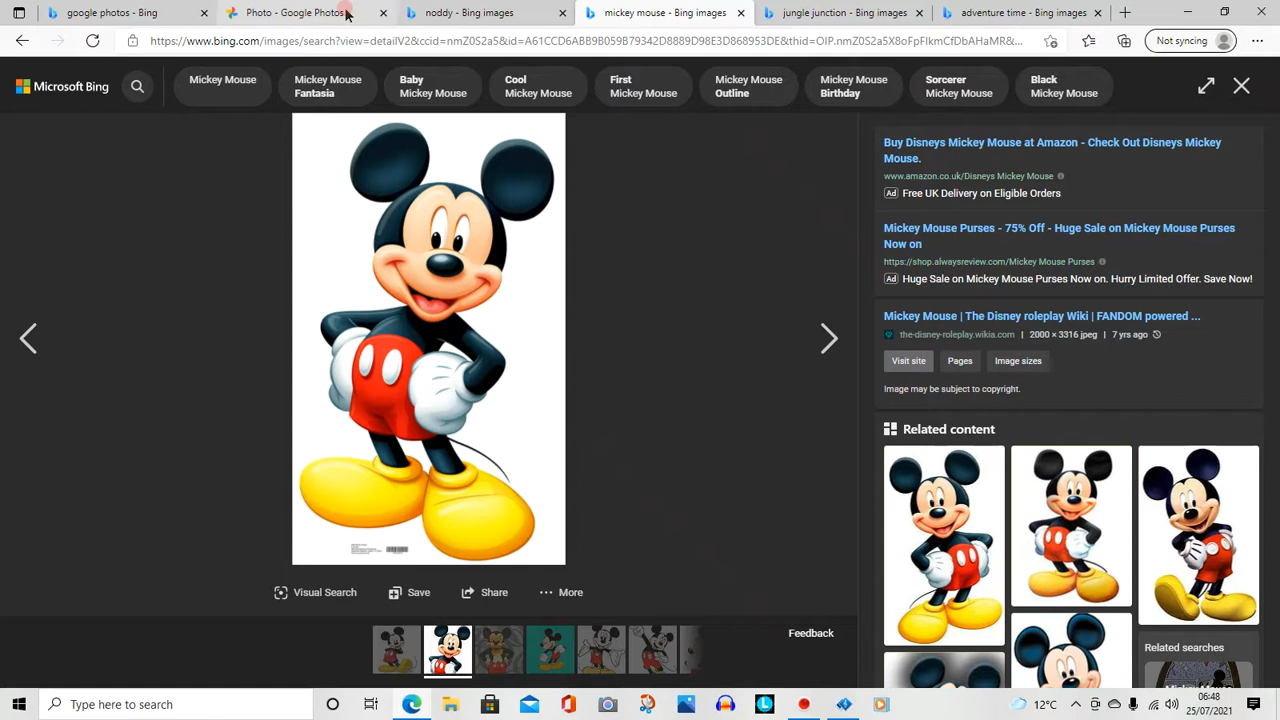 google photos - Bing
Photo - Google Photos
noddy - Bing images
mickey mouse - Bing images
jungle junction - Bing images
adventure time - Bing images
https://www.bing.com/images/search?view=detailV2&ccid=nmZ0S2a5&id=A61CCD6ABB9B059B79342D8889D98E3D868953DE&thid=OIP.nmZ0S2a5X8oFpFlkmCfDbAHaMR&...
Not syncing
Microsoft Bing
Mickey Mouse
Mickey Mouse
Fantasia
Baby
Mickey Mouse
Cool
Mickey Mouse
First
Mickey Mouse
Mickey Mouse
Outline
Mickey Mouse
Birthday
Sorcerer
Mickey Mouse
Black
Mickey Mouse
Buy Disneys Mickey Mouse at Amazon - Check Out Disneys Mickey
Mouse.
www.amazon.co.uk/Disneys Mickey Mouse
Ad Free UK Delivery on Eligible Orders
Mickey Mouse Purses - 75% Off - Huge Sale on Mickey Mouse Purses
Now on
https://shop.alwaysreview.com/Mickey Mouse Purses
Ad Huge Sale on Mickey Mouse Purses Now on. Hurry Limited Offer. Save Now!
Mickey Mouse | The Disney roleplay Wiki | FANDOM powered ...
the-disney-roleplay.wikia.com | 2000 × 3316 jpeg | 7 yrs ago
Visit site
Pages
Image sizes
Image may be subject to copyright.
Related content
Related searches
Visual Search
Save
Share
More
Feedback
Type here to search
12°C
06:48
25/07/2021